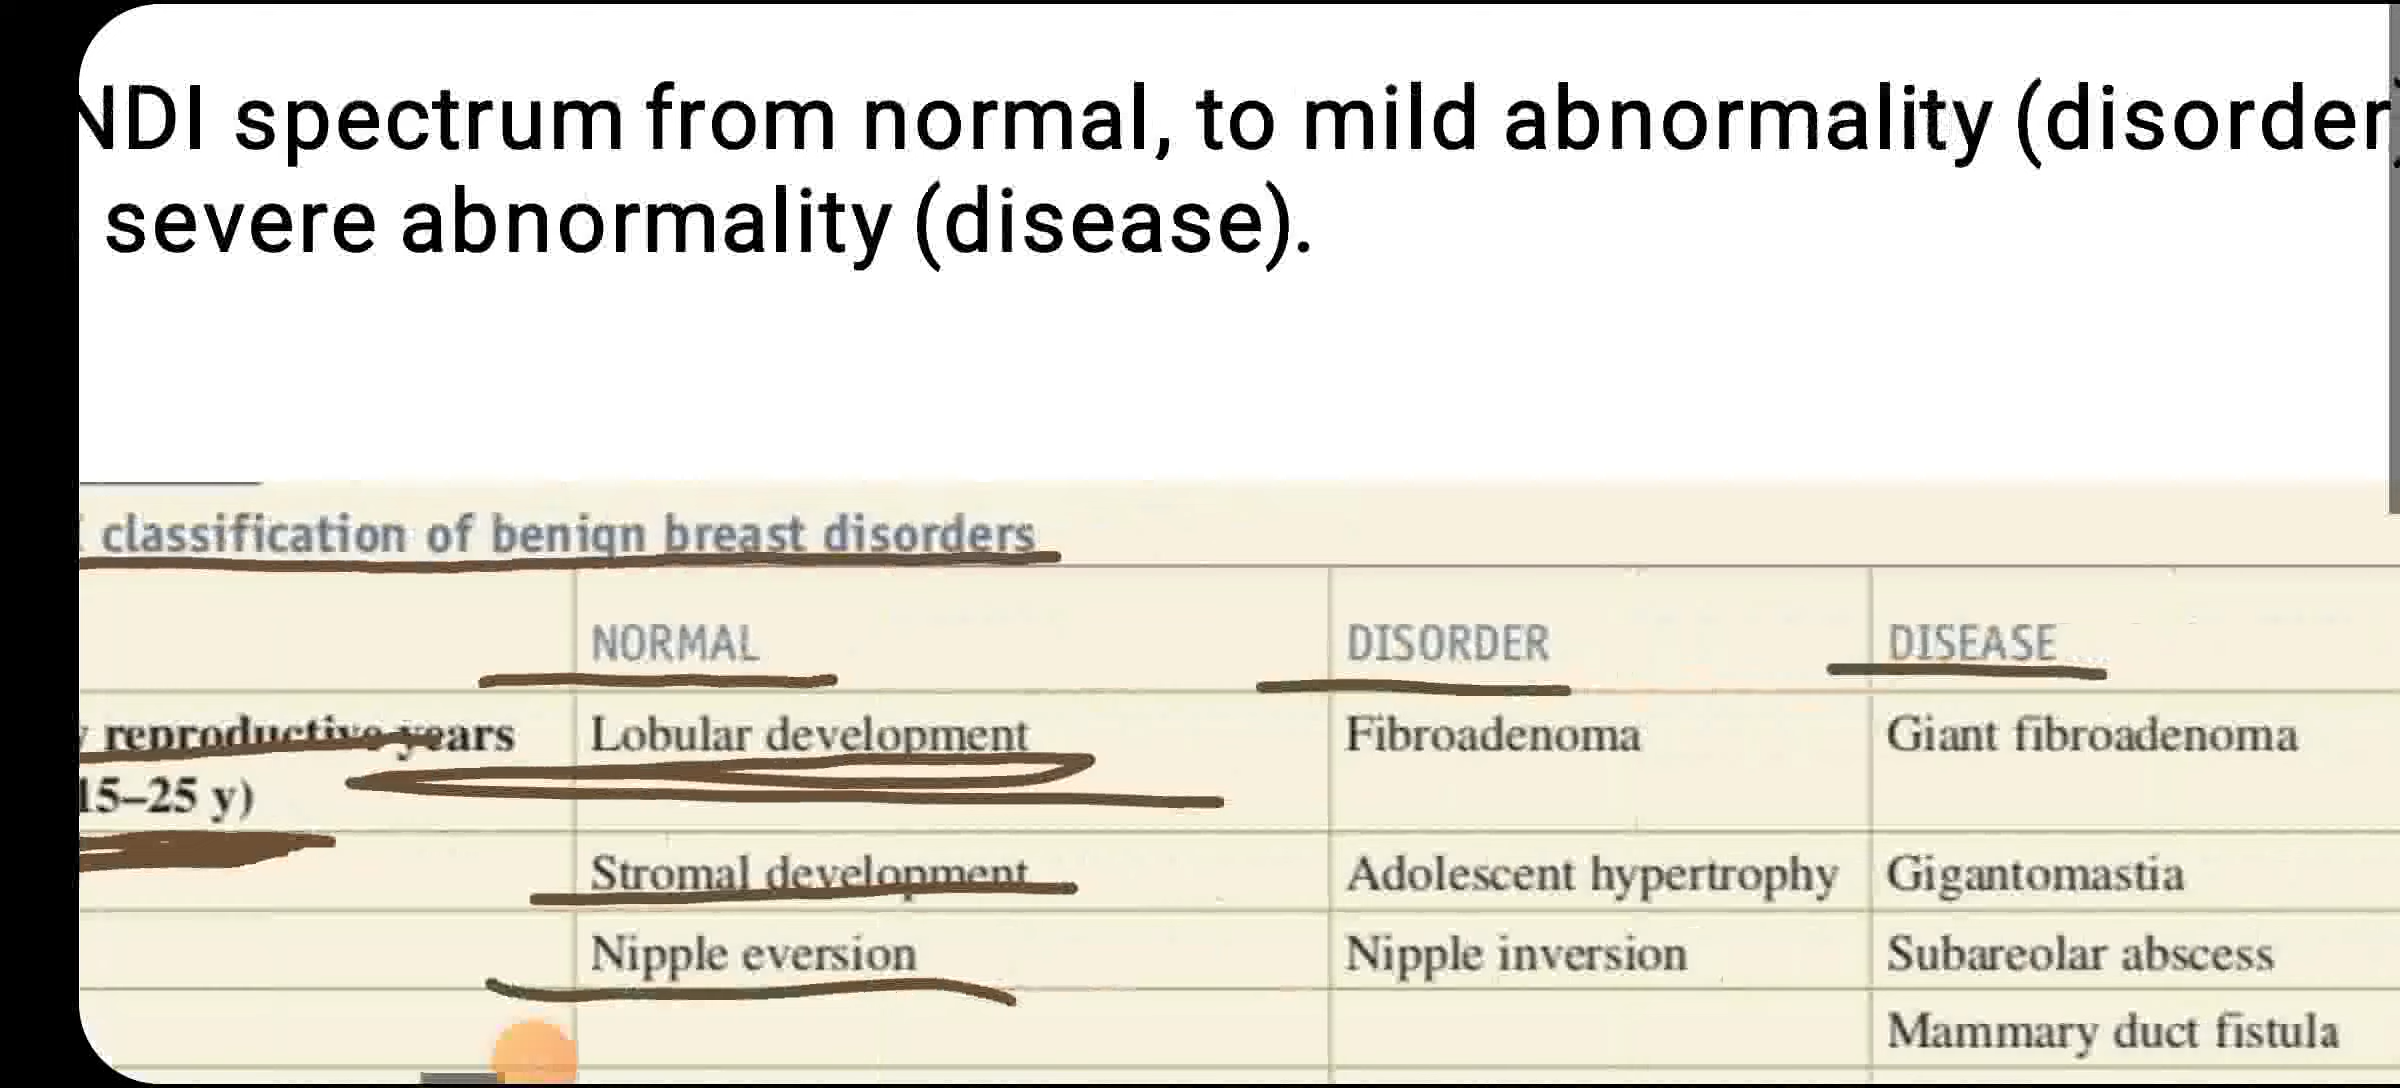 NDI spectrum from normal, to mild abnormality (disorder)
severe abnormality (disease).
classification of benign breast disorders
NORMAL DISORDER DISEASE
reproductive years Lobular development Fibroadenoma Giant fibroadenoma
15–25 y)
Stromal development Adolescent hypertrophy Gigantomastia
Nipple eversion Nipple inversion Subareolar abscess
Mammary duct fistula